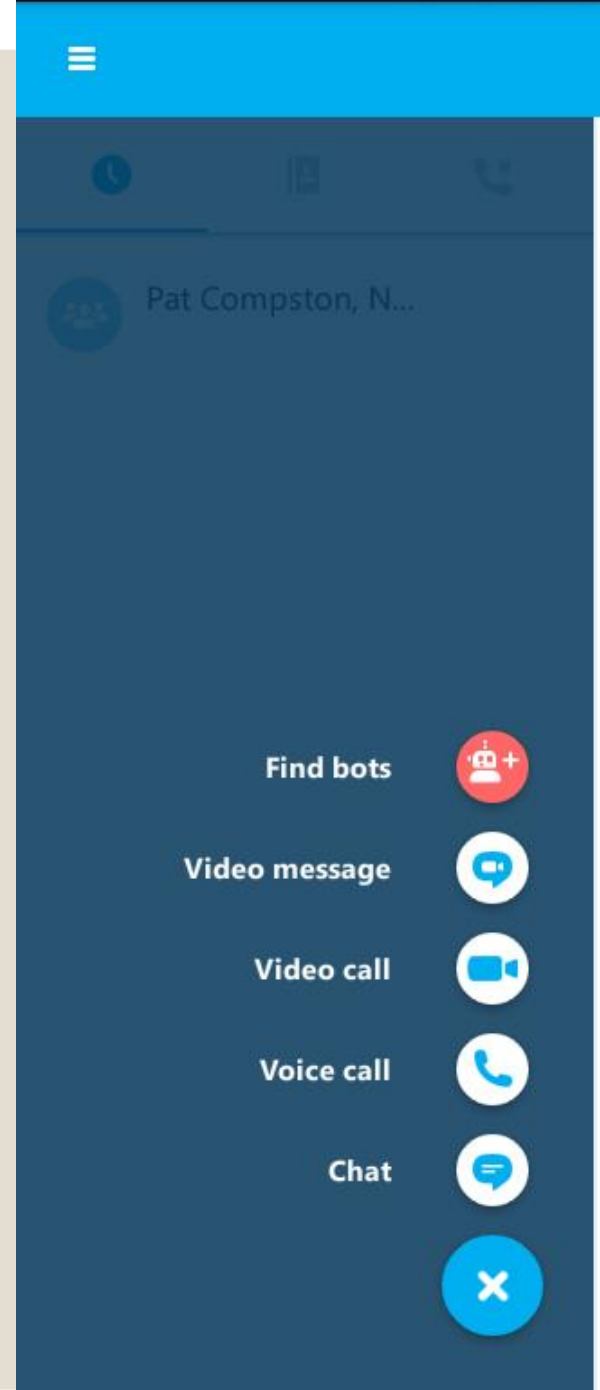 Pat Compston, N...
Find bots
Video message
Video call
Voice call
Chat